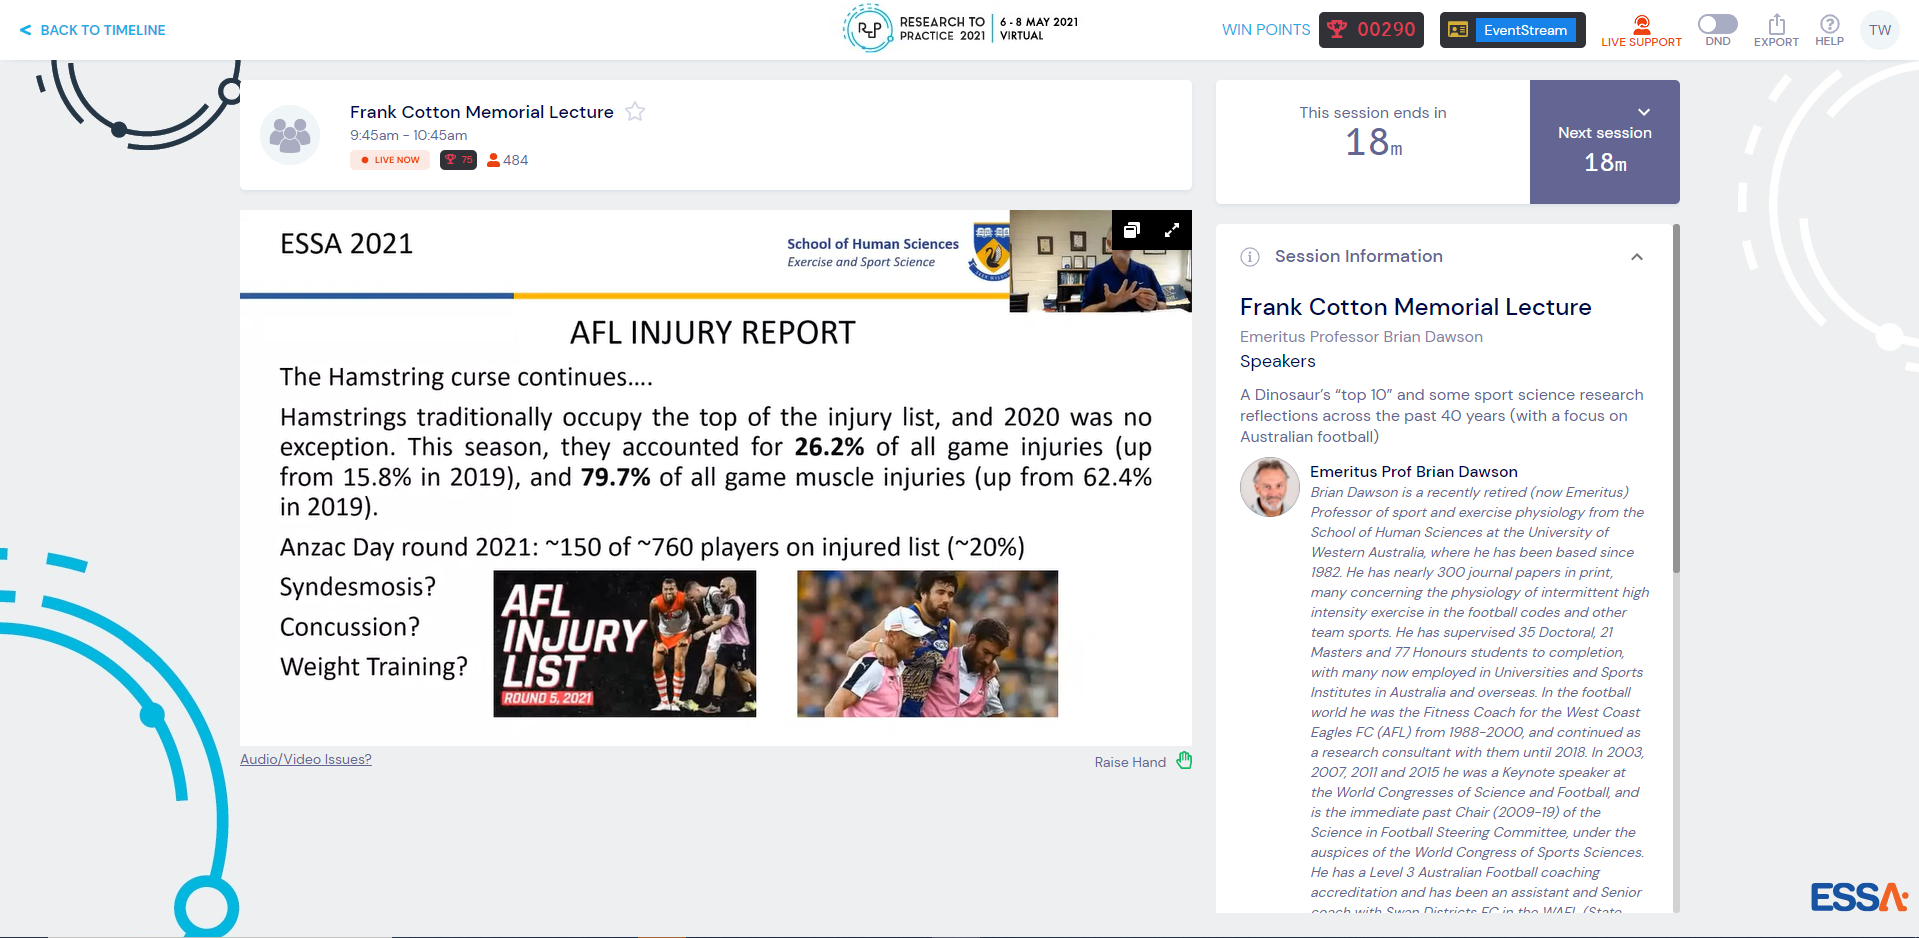 < BACK TO TIMELINE
RLP
RESEARCH TO
PRACTICE 2021
6 - 8 MAY 2021
VIRTUAL
WIN POINTS
00290
EventStream
LIVE SUPPORT
DND
EXPORT
HELP
TW
Frank Cotton Memorial Lecture
9:45am - 10:45am
LIVE NOW
75
484
This session ends in
18m
Next session
18m
ESSA 2021
School of Human Sciences
Exercise and Sport Science
AFL INJURY REPORT
The Hamstring curse continues....
Hamstrings traditionally occupy the top of the injury list, and 2020 was no
exception. This season, they accounted for 26.2% of all game injuries (up
from 15.8% in 2019), and 79.7% of all game muscle injuries (up from 62.4%
in 2019).
Anzac Day round 2021: ~150 of ~760 players on injured list (~20%)
Syndesmosis?
Concussion?
Weight Training?
AFL
INJURY
LIST
ROUND 5, 2021
Audio/Video Issues?
Raise Hand
Session Information
Frank Cotton Memorial Lecture
Emeritus Professor Brian Dawson
Speakers
A Dinosaur's “top 10” and some sport science research
reflections across the past 40 years (with a focus on
Australian football)
Emeritus Prof Brian Dawson
Brian Dawson is a recently retired (now Emeritus)
Professor of sport and exercise physiology from the
School of Human Sciences at the University of
Western Australia, where he has been based since
1982. He has nearly 300 journal papers in print,
many concerning the physiology of intermittent high
intensity exercise in the football codes and other
team sports. He has supervised 35 Doctoral, 21
Masters and 77 Honours students to completion,
with many now employed in Universities and Sports
Institutes in Australia and overseas. In the football
world he was the Fitness Coach for the West Coast
Eagles FC (AFL) from 1988-2000, and continued as
a research consultant with them until 2018. In 2003,
2007, 2011 and 2015 he was a Keynote speaker at
the World Congresses of Science and Football, and
is the immediate past Chair (2009-19) of the
Science in Football Steering Committee, under the
auspices of the World Congress of Sports Sciences.
He has a Level 3 Australian Football coaching
accreditation and has been an assistant and Senior
coach with Swan Districts FC in the WAFL (State
ESSA